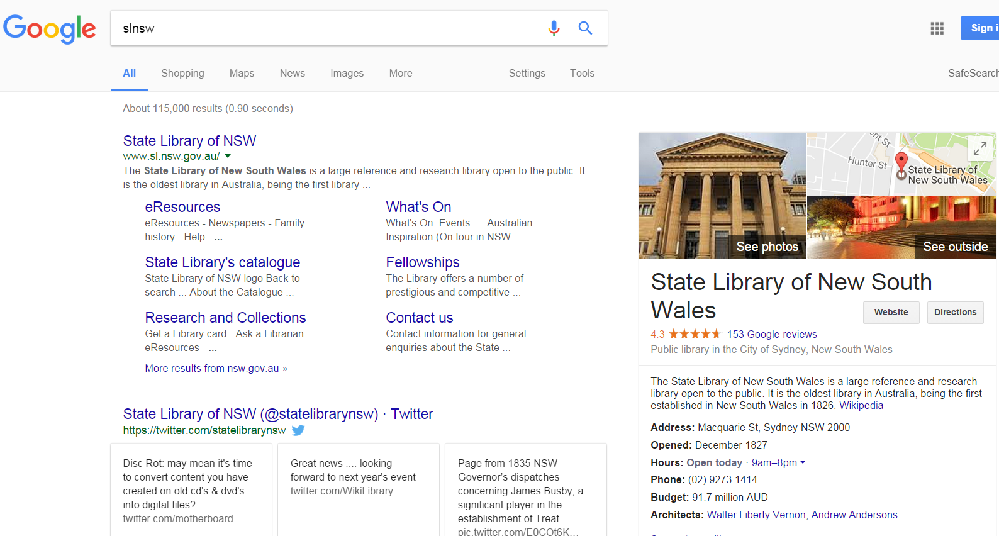 Google
slnsw
Sign i
All
Shopping
Maps
News
Images
More
Settings
Tools
SafeSearch
About 115,000 results (0.90 seconds)
State Library of NSW
www.sl.nsw.gov.au/
The State Library of New South Wales is a large reference and research library open to the public. It
is the oldest library in Australia, being the first library ...
eResources
eResources - Newspapers - Family
history - Help - ...
What's On
What's On. Events .... Australian
Inspiration (On tour in NSW ...
State Library's catalogue
State Library of NSW logo Back to
search ... About the Catalogue ...
Fellowships
The Library offers a number of
prestigious and competitive ...
Research and Collections
Get a Library card - Ask a Librarian -
eResources - ...
Contact us
Contact information for general
enquiries about the State ...
More results from nsw.gov.au »
State Library of NSW (@statelibrarynsw) · Twitter
https://twitter.com/statelibrarynsw
Disc Rot: may mean it's time
to convert content you have
created on old cd's & dvd's
into digital files?
twitter.com/motherboard...
Great news .... looking
forward to next year's event
twitter.com/WikiLibrary...
Page from 1835 NSW
Governor's dispatches
concerning James Busby, a
significant player in the
establishment of Treat...
pic.twitter.com/E0COt6K...
ent St
Hunter St
State Library of
New South Wales
See photos
See outside
State Library of New South
Wales
Website
Directions
4.3
153 Google reviews
Public library in the City of Sydney, New South Wales
The State Library of New South Wales is a large reference and research
library open to the public. It is the oldest library in Australia, being the first
established in New South Wales in 1826. Wikipedia
Address: Macquarie St, Sydney NSW 2000
Opened: December 1827
Hours: Open today · 9am–8pm
Phone: (02) 9273 1414
Budget: 91.7 million AUD
Architects: Walter Liberty Vernon, Andrew Andersons